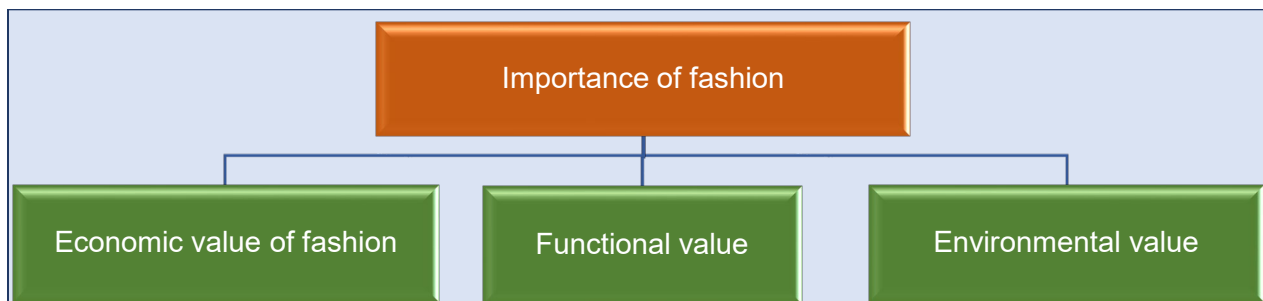 Importance of fashion
Economic value of fashion
Functional value
Environmental value